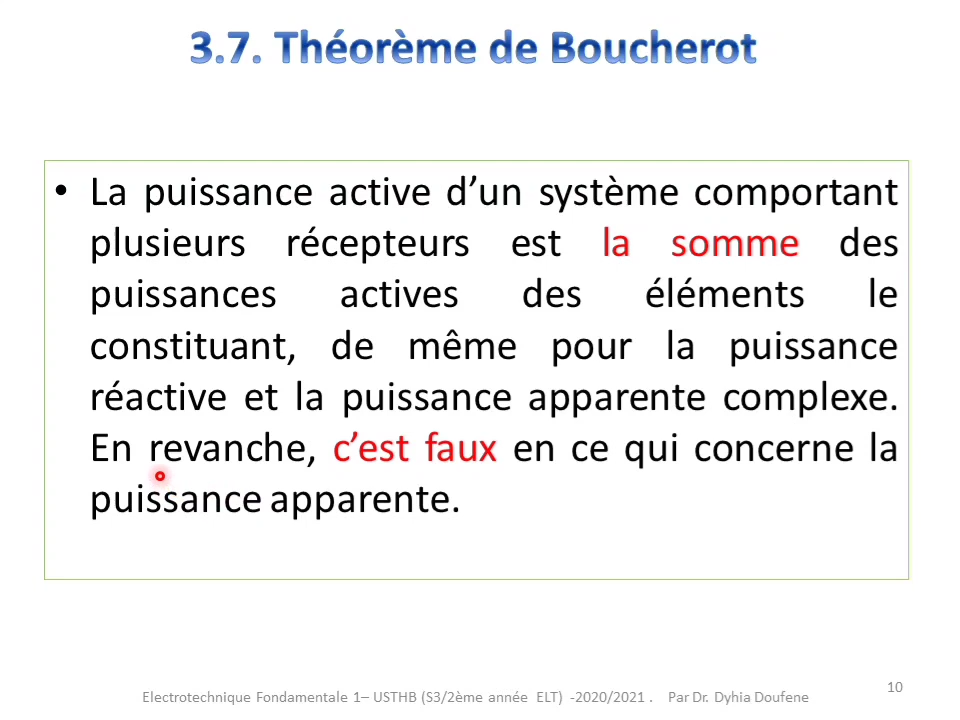 3.7. Théorème de Boucherot
• La puissance active d’un système comportant
plusieurs récepteurs est la somme des
puissances actives des éléments le
constituant, de même pour la puissance
réactive et la puissance apparente complexe.
En revanche, c’est faux en ce qui concerne la
puissance apparente.
Electrotechnique Fondamentale 1– USTHB (S3/2ème année ELT) -2020/2021 . Par Dr. Dyhia Doufene
10